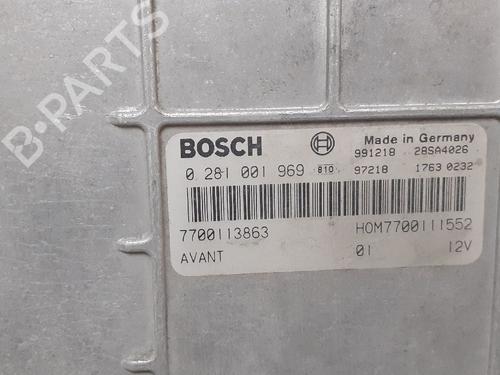 B-PARTS
BOSCH Made in Germany
991218 28SA4026
0 281 001 969 810 97218 1763 0232
7700113863 HOM7700111552
AVANT 01 12V